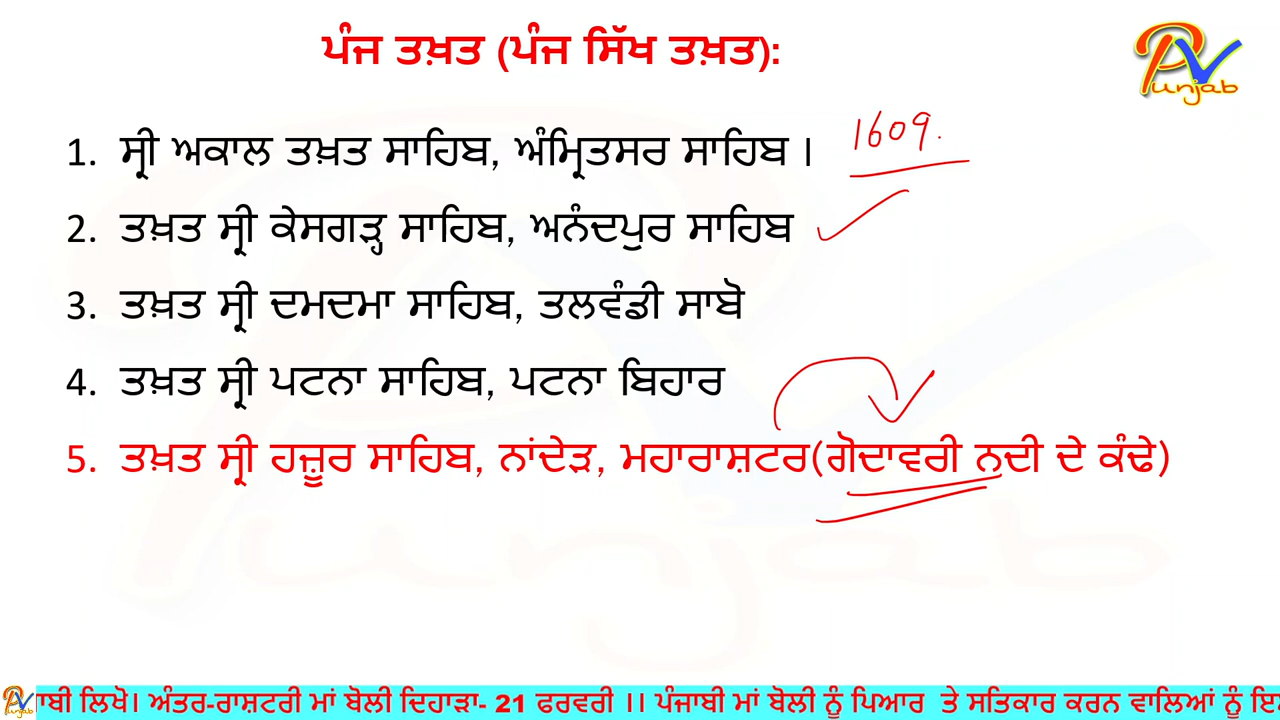 ਪੰਜ ਤਖ਼ਤ (ਪੰਜ ਸਿੱਖ ਤਖ਼ਤ):
PV Punjab
1. ਸ੍ਰੀ ਅਕਾਲ ਤਖ਼ਤ ਸਾਹਿਬ, ਅੰਮ੍ਰਿਤਸਰ ਸਾਹਿਬ । 1609.
2. ਤਖ਼ਤ ਸ੍ਰੀ ਕੇਸਗੜ੍ਹ ਸਾਹਿਬ, ਅਨੰਦਪੁਰ ਸਾਹਿਬ
3. ਤਖ਼ਤ ਸ੍ਰੀ ਦਮਦਮਾ ਸਾਹਿਬ, ਤਲਵੰਡੀ ਸਾਬੋ
4. ਤਖ਼ਤ ਸ੍ਰੀ ਪਟਨਾ ਸਾਹਿਬ, ਪਟਨਾ ਬਿਹਾਰ
5. ਤਖ਼ਤ ਸ੍ਰੀ ਹਜ਼ੂਰ ਸਾਹਿਬ, ਨਾਂਦੇੜ, ਮਹਾਰਾਸ਼ਟਰ(ਗੋਦਾਵਰੀ ਨਦੀ ਦੇ ਕੰਢੇ)
ਲਿਖੋ। ਅੰਤਰ-ਰਾਸ਼ਟਰੀ ਮਾਂ ਬੋਲੀ ਦਿਹਾੜਾ- 21 ਫਰਵਰੀ ।। ਪੰਜਾਬੀ ਮਾਂ ਬੋਲੀ ਨੂੰ ਪਿਆਰ ਤੇ ਸਤਿਕਾਰ ਕਰਨ ਵਾਲਿਆਂ ਨੂੰ